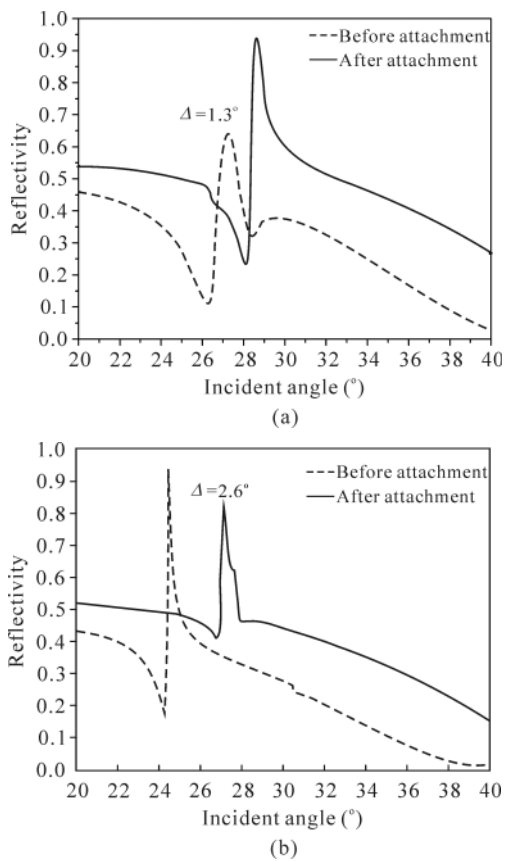 1.0
0.9
0.8
0.7
0.6
0.5
0.4
0.3
0.2
0.1
0.0
Reflectivity
Before attachment
After attachment
Δ=1.3°
20 22 24 26 28 30 32 34 36 38 40
Incident angle (°)
(a)
1.0
0.9
0.8
0.7
0.6
0.5
0.4
0.3
0.2
0.1
0.0
Reflectivity
Before attachment
After attachment
Δ=2.6°
20 22 24 26 28 30 32 34 36 38 40
Incident angle (°)
(b)